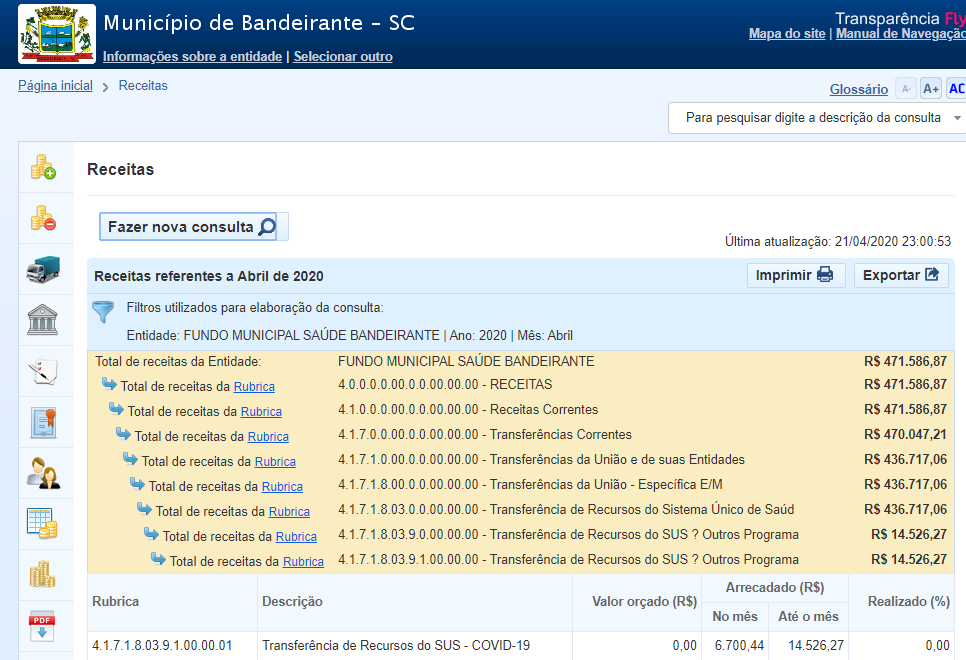 Município de Bandeirante - SC
Transparência Fly
Mapa do site | Manual de Navegação
Informações sobre a entidade | Selecionar outro
Página inicial > Receitas
Glossário A- A+ AC
Para pesquisar digite a descrição da consulta
Receitas
Fazer nova consulta
Última atualização: 21/04/2020 23:00:53
Receitas referentes a Abril de 2020 Imprimir Exportar
Filtros utilizados para elaboração da consulta:
Entidade: FUNDO MUNICIPAL SAÚDE BANDEIRANTE | Ano: 2020 | Mês: Abril
Total de receitas da Entidade: FUNDO MUNICIPAL SAÚDE BANDEIRANTE R$ 471.586,87
Total de receitas da Rubrica 4.0.0.0.0.00.0.0.00.00.00 - RECEITAS R$ 471.586,87
Total de receitas da Rubrica 4.1.0.0.0.00.0.0.00.00.00 - Receitas Correntes R$ 471.586,87
Total de receitas da Rubrica 4.1.7.0.0.00.0.0.00.00.00 - Transferências Correntes R$ 470.047,21
Total de receitas da Rubrica 4.1.7.1.0.00.0.0.00.00.00 - Transferências da União e de suas Entidades R$ 436.717,06
Total de receitas da Rubrica 4.1.7.1.8.00.0.0.00.00.00 - Transferências da União - Específica E/M R$ 436.717,06
Total de receitas da Rubrica 4.1.7.1.8.03.0.0.00.00.00 - Transferência de Recursos do Sistema Único de Saúd R$ 436.717,06
Total de receitas da Rubrica 4.1.7.1.8.03.9.0.00.00.00 - Transferência de Recursos do SUS ? Outros Programa R$ 14.526,27
Total de receitas da Rubrica 4.1.7.1.8.03.9.1.00.00.00 - Transferência de Recursos do SUS ? Outros Programa R$ 14.526,27
Arrecadado (R$)
Rubrica Descrição Valor orçado (R$) Realizado (%)
No mês Até o mês
4.1.7.1.8.03.9.1.00.00.01 Transferência de Recursos do SUS - COVID-19 0,00 6.700,44 14.526,27 0,00
PDF